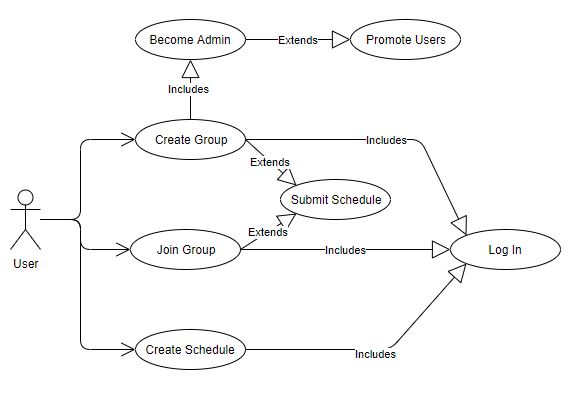 Become Admin
Extends
Promote Users
Includes
Create Group
Includes
Extends
Submit Schedule
User
Extends
Join Group
Includes
Log In
Create Schedule
Includes